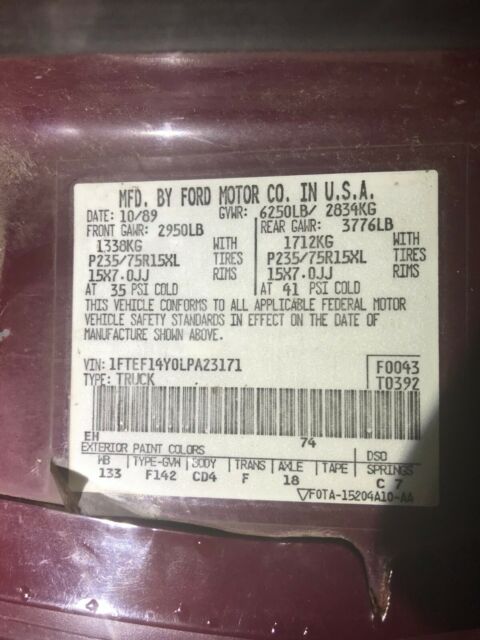 MFD. BY FORD MOTOR CO. IN U.S.A.
DATE: 10/89 GVWR: 6250LB/ 2834KG
FRONT GAWR: 2950LB REAR GAWR: 3776LB
1338KG WITH 1712KG WITH
P235/75R15XL TIRES P235/75R15XL TIRES
15X7.0JJ RIMS 15X7.0JJ RIMS
AT 35 PSI COLD AT 41 PSI COLD
THIS VEHICLE CONFORMS TO ALL APPLICABLE FEDERAL MOTOR
VEHICLE SAFETY STANDARDS IN EFFECT ON THE DATE OF
MANUFACTURE SHOWN ABOVE.
VIN: 1FTEF14Y0LPA23171 F0043
TYPE: TRUCK T0392
EH 74
EXTERIOR PAINT COLORS DSO
WB TYPE-GVW BODY TRANS AXLE TAPE SPRINGS
133 F142 CD4 F 18 C 7
F0TA-15204A10-AA